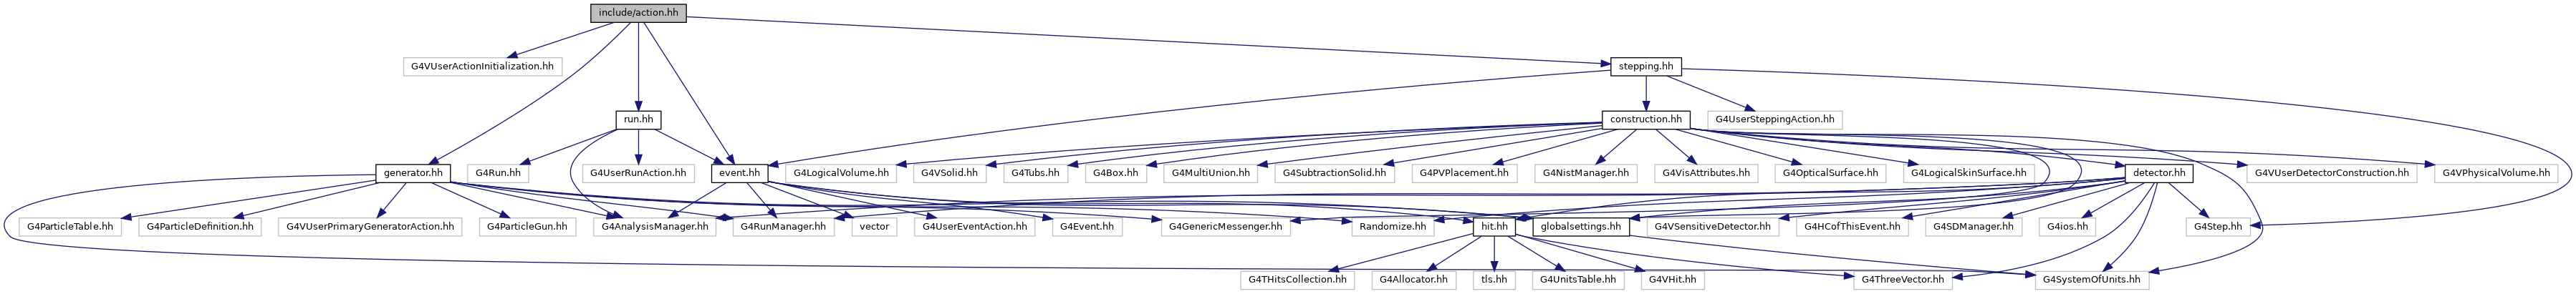 include/action.hh
G4VUserActionInitialization.hh
stepping.hh
run.hh
construction.hh
G4UserSteppingAction.hh
generator.hh
G4Run.hh
G4UserRunAction.hh
event.hh
G4LogicalVolume.hh
G4VSolid.hh
G4Tubs.hh
G4Box.hh
G4MultiUnion.hh
G4SubtractionSolid.hh
G4PVPlacement.hh
G4NistManager.hh
G4VisAttributes.hh
G4OpticalSurface.hh
G4LogicalSkinSurface.hh
detector.hh
G4VUserDetectorConstruction.hh
G4VPhysicalVolume.hh
G4ParticleTable.hh
G4ParticleDefinition.hh
G4VUserPrimaryGeneratorAction.hh
G4ParticleGun.hh
G4AnalysisManager.hh
G4RunManager.hh
vector
G4UserEventAction.hh
G4Event.hh
G4GenericMessenger.hh
Randomize.hh
hit.hh
globalsettings.hh
G4VSensitiveDetector.hh
G4HCofThisEvent.hh
G4SDManager.hh
G4ios.hh
G4Step.hh
G4THitsCollection.hh
G4Allocator.hh
tls.hh
G4UnitsTable.hh
G4VHit.hh
G4ThreeVector.hh
G4SystemOfUnits.hh